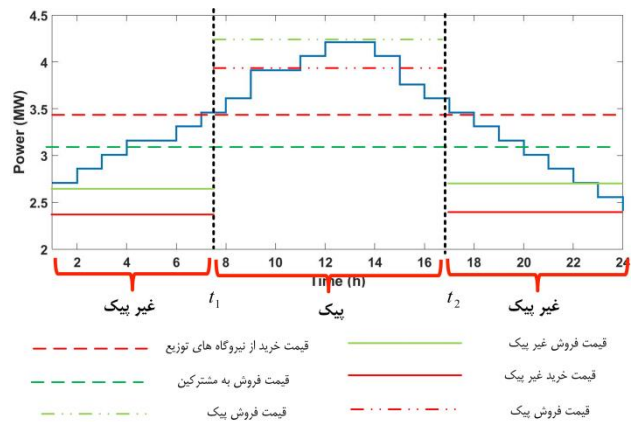 4.5
4
3.5
3
2.5
2
Power (MW)
2 4 6 8 10 12 14 16 18 20 22 24
Time (h)
غیر پیک t1 پیک t2 غیر پیک
قیمت خرید از نیروگاه های توزیع
قیمت فروش غیر پیک
قیمت فروش به مشترکین
قیمت خرید غیر پیک
قیمت فروش پیک
قیمت فروش پیک